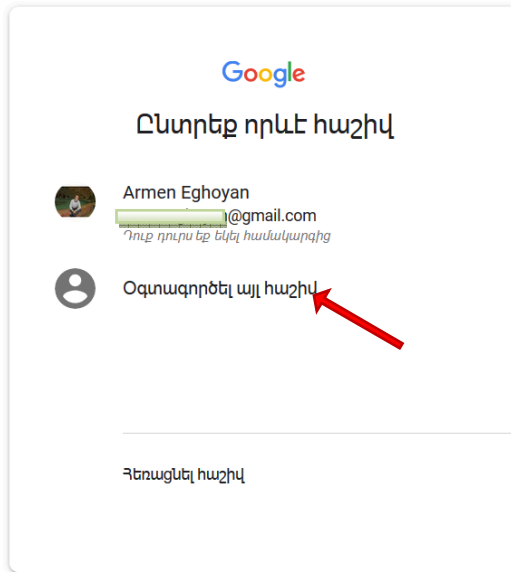 Google
Ընտրեք որևէ հաշիվ
Armen Eghoyan
@gmail.com
Դուք դուրս եք եկել համակարգից
Օգտագործել այլ հաշիվ
Հեռացնել հաշիվ